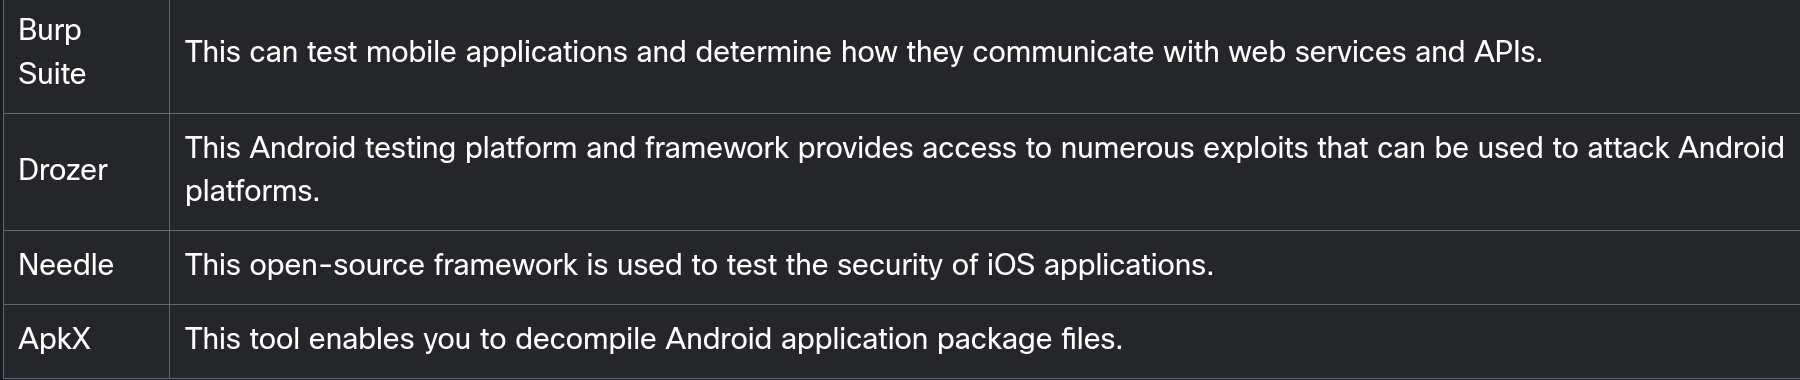 Burp
Suite
This can test mobile applications and determine how they communicate with web services and APIs.
Drozer
This Android testing platform and framework provides access to numerous exploits that can be used to attack Android
platforms.
Needle
This open-source framework is used to test the security of iOS applications.
ApkX
This tool enables you to decompile Android application package files.